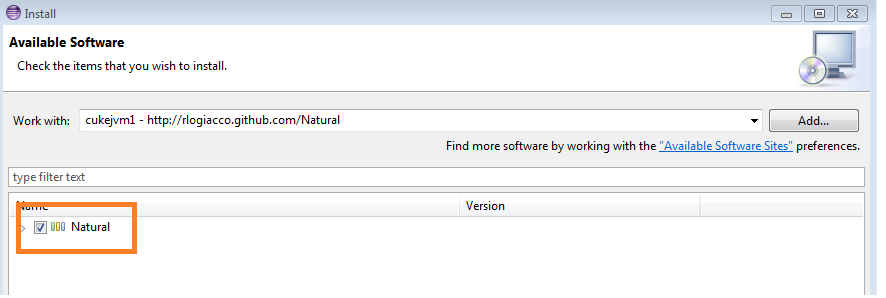 Install
Available Software
Check the items that you wish to install.
Work with: cukejvm1 - http://rlogiacco.github.com/Natural Add...
Find more software by working with the "Available Software Sites" preferences.
type filter text
Name Version
Natural